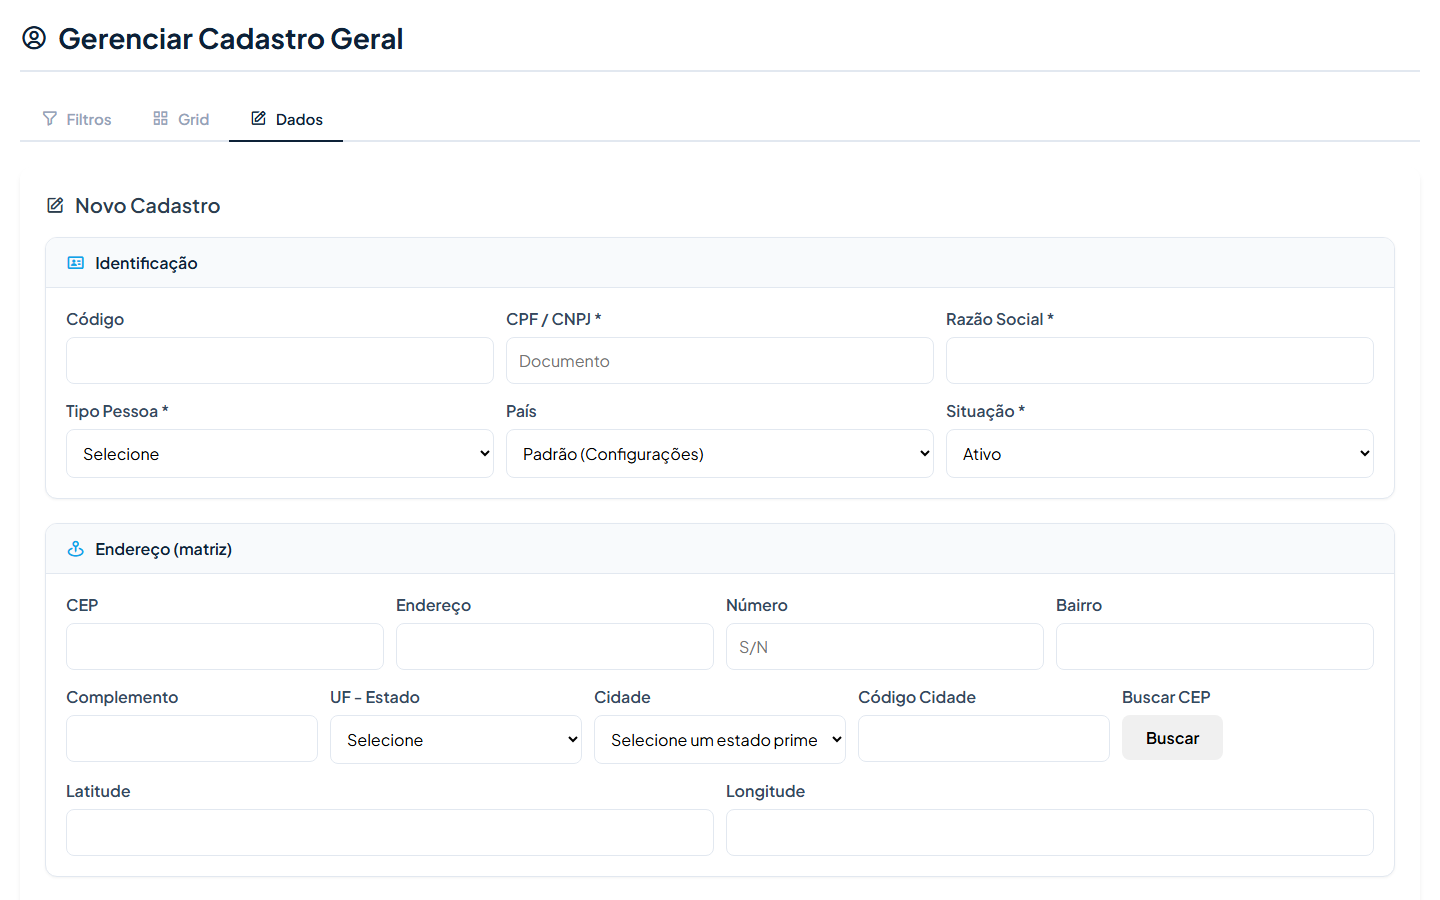 Gerenciar Cadastro Geral
Filtros Grid Dados
Novo Cadastro
Identificação
Código CPF / CNPJ * Razão Social *
Documento
Tipo Pessoa * País Situação *
Selecione Padrão (Configurações) Ativo
Endereço (matriz)
CEP Endereço Número Bairro
S/N
Complemento UF - Estado Cidade Código Cidade Buscar CEP
Selecione Selecione um estado prime Buscar
Latitude Longitude